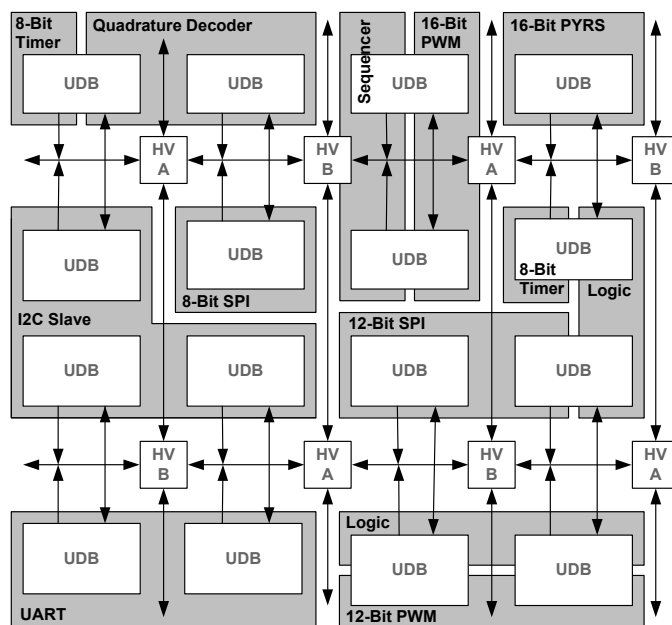 8-Bit
Timer
Quadrature Decoder
Sequencer
16-Bit
PWM
16-Bit PYRS
UDB
UDB
UDB
UDB
HV
A
HV
B
HV
A
HV
B
UDB
UDB
UDB
UDB
8-Bit
Timer
Logic
8-Bit SPI
I2C Slave
12-Bit SPI
UDB
UDB
UDB
UDB
HV
B
HV
A
HV
B
HV
A
Logic
UDB
UDB
UDB
UDB
UART
12-Bit PWM